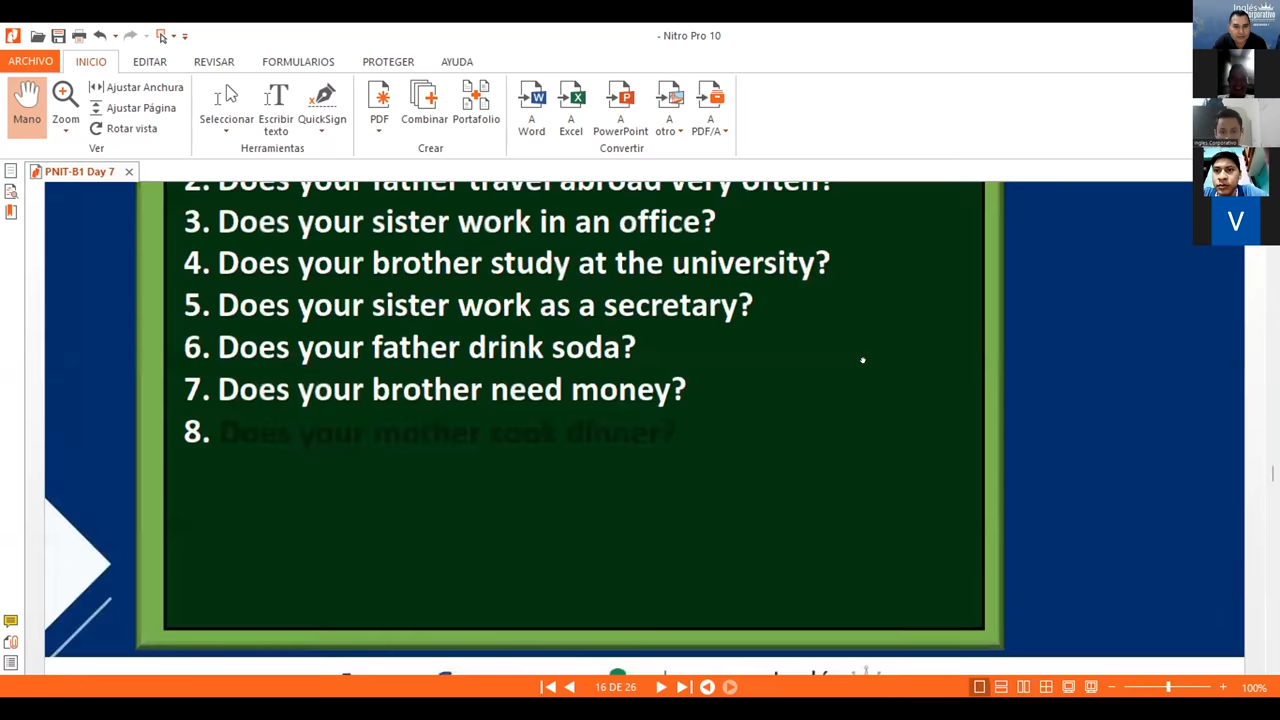 - Nitro Pro 10
ARCHIVO INICIO EDITAR REVISAR FORMULARIOS PROTEGER AYUDA
Mano
Zoom
Ajustar Anchura
Ajustar Página
Rotar vista
Ver
Seleccionar
Escribir texto
QuickSign
Herramientas
PDF
Combinar
Portafolio
Crear
A Word
A Excel
A PowerPoint
A otro
A PDF/A
Convertir
PNIT-B1 Day 7
2. Does your father travel abroad very often?
3. Does your sister work in an office?
4. Does your brother study at the university?
5. Does your sister work as a secretary?
6. Does your father drink soda?
7. Does your brother need money?
8. Does your mother cook dinner?
Inglés
Corporativo
Ingles Corporativo
V
16 DE 26
100%